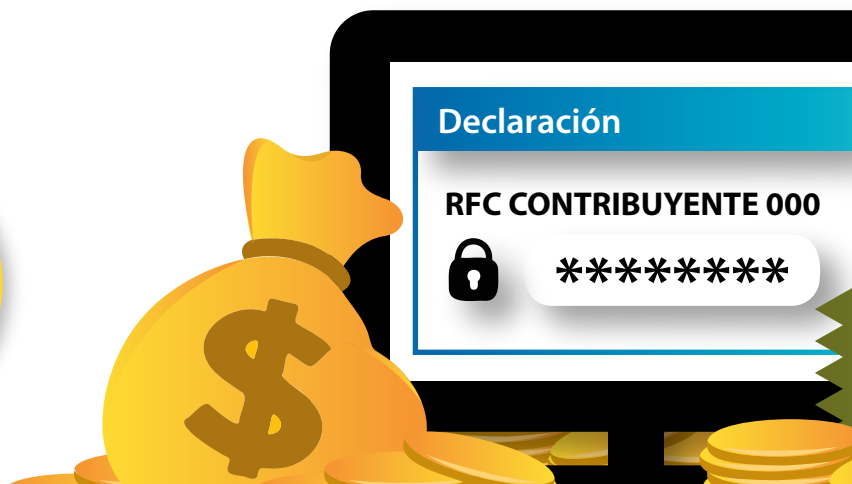 Declaración
RFC CONTRIBUYENTE 000
********
$